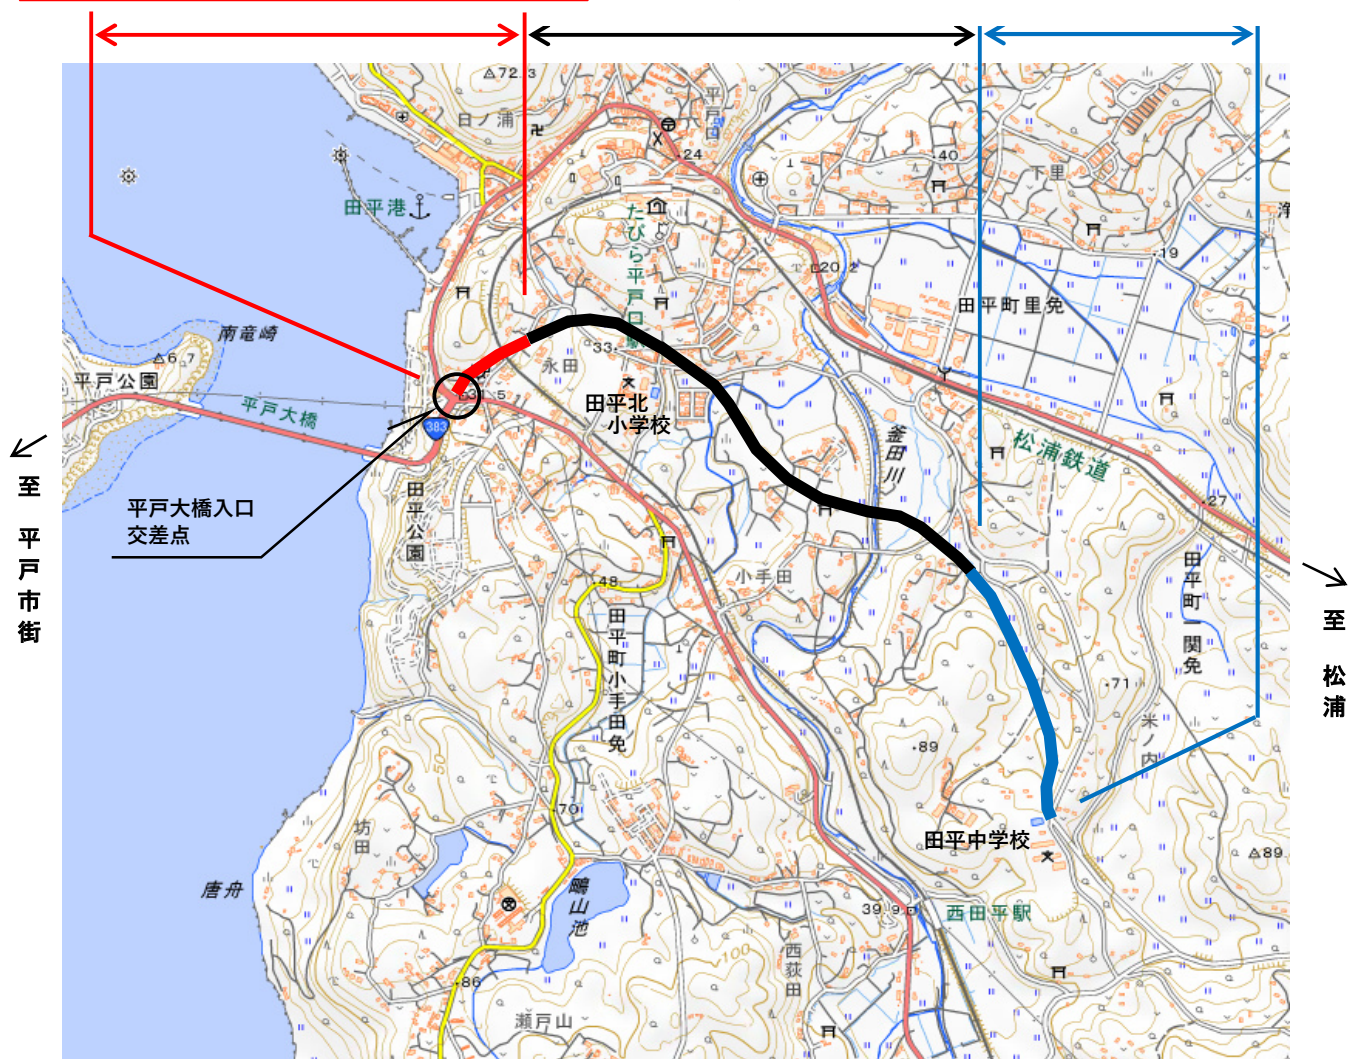 72.3
日ノ浦
平戸口
24
40
下里
浄
田平港
たびら平戸口駅
19
20.2
田平町里免
南竜崎
6.7
平戸公園
33
永田
平戸大橋
5
383
田平北
小学校
釜田川
松浦鉄道
27
至 平戸市街
平戸大橋入口
交差点
田平公園
48
小手田
田平町一関免
至 松浦
田平町小手田免
71
米ノ内
89
50
70
坊田
田平中学校
89
唐舟
鴫山池
39.9
西田平駅
西荻田
100
86
瀬戸山